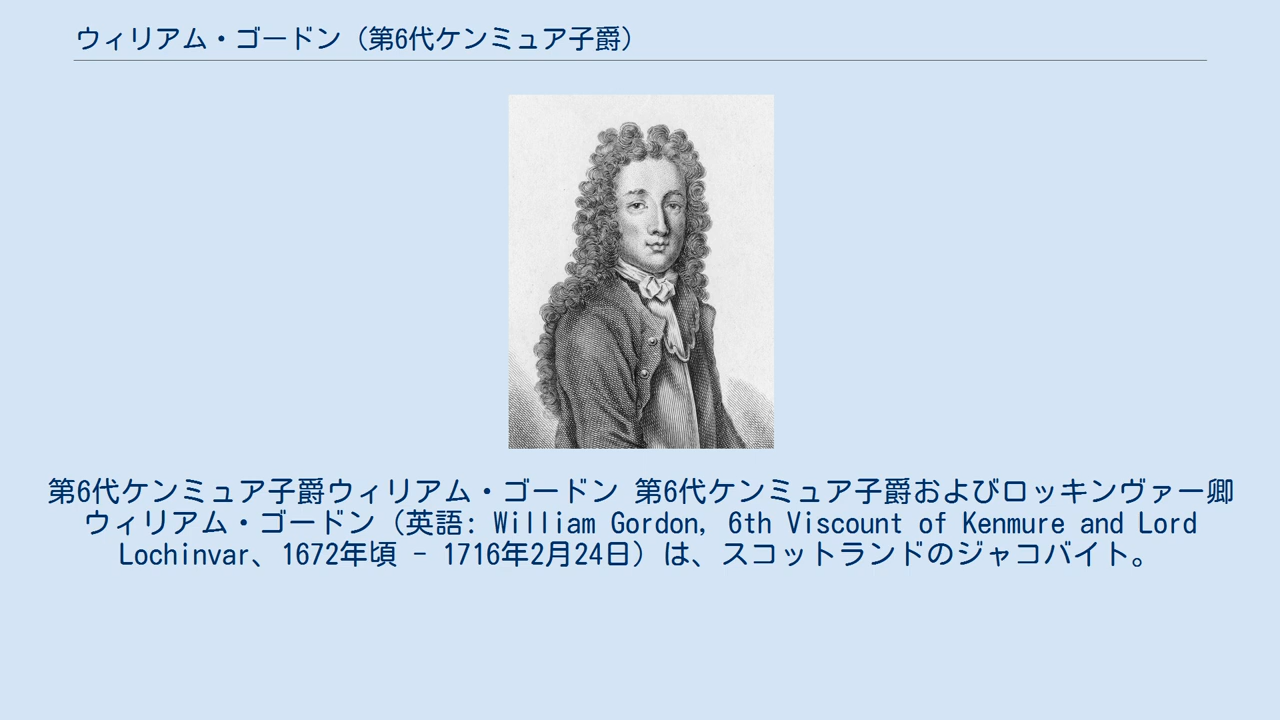 ウィリアム・ゴードン（第6代ケンミュア子爵）
第6代ケンミュア子爵ウィリアム・ゴードン 第6代ケンミュア子爵およびロッキンヴァー卿
ウィリアム・ゴードン（英語: William Gordon, 6th Viscount of Kenmure and Lord
Lochinvar、1672年頃 - 1716年2月24日）は、スコットランドのジャコバイト。